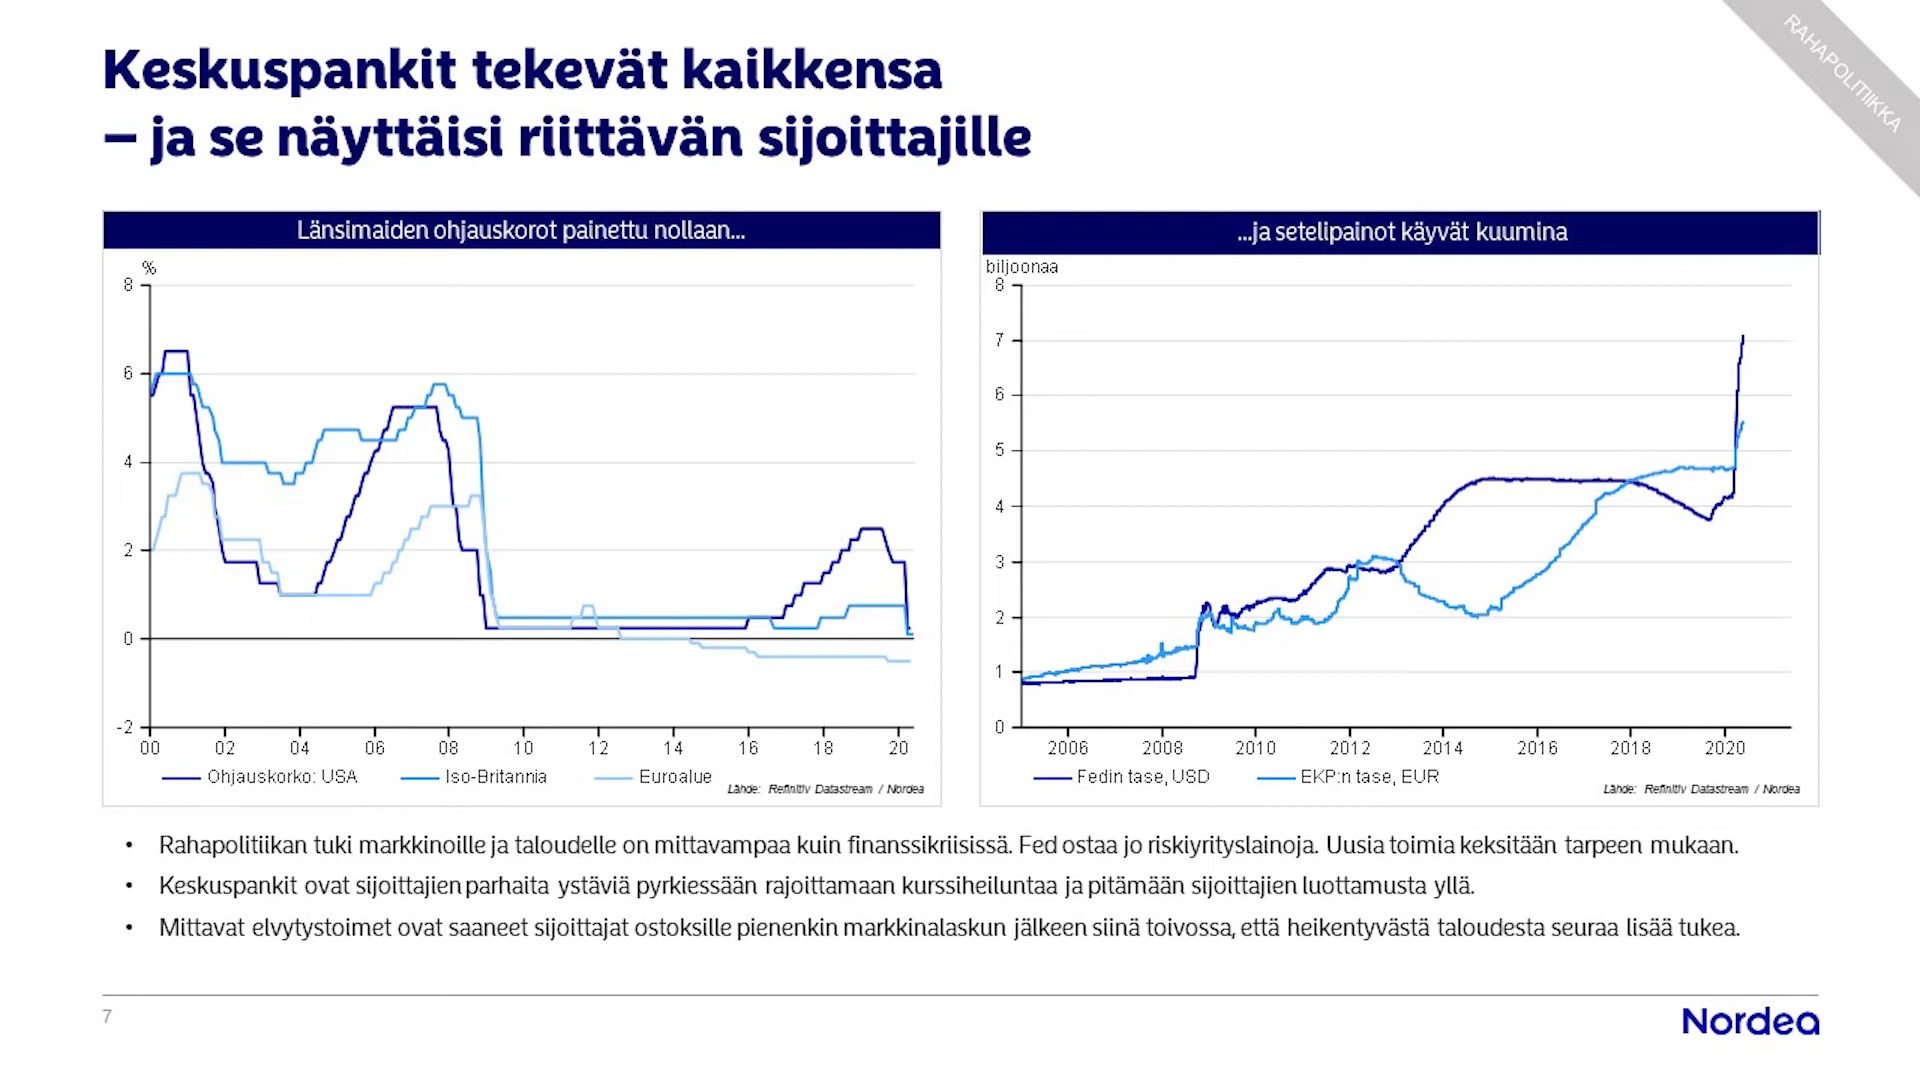 RAHAPOLITIIKKA
Keskuspankit tekevät kaikkensa
– ja se näyttäisi riittävän sijoittajille
Länsimaiden ohjauskorot painettu nollaan...
%
8
6
4
2
0
-2
00 02 04 06 08 10 12 14 16 18 20
Ohjauskorko: USA Iso-Britannia Euroalue
Lähde: Refinitiv Datastream / Nordea
...ja setelipainot käyvät kuumina
biljoonaa
8
7
6
5
4
3
2
1
0
2006 2008 2010 2012 2014 2016 2018 2020
Fedin tase, USD EKP:n tase, EUR
Lähde: Refinitiv Datastream / Nordea
• Rahapolitiikan tuki markkinoille ja taloudelle on mittavampaa kuin finanssikriisissä. Fed ostaa jo riskiyrityslainoja. Uusia toimia keksitään tarpeen mukaan.
• Keskuspankit ovat sijoittajien parhaita ystäviä pyrkiessään rajoittamaan kurssiheiluntaa ja pitämään sijoittajien luottamusta yllä.
• Mittavat elvytystoimet ovat saaneet sijoittajat ostoksille pienenkin markkinalaskun jälkeen siinä toivossa, että heikentyvästä taloudesta seuraa lisää tukea.
7
Nordea